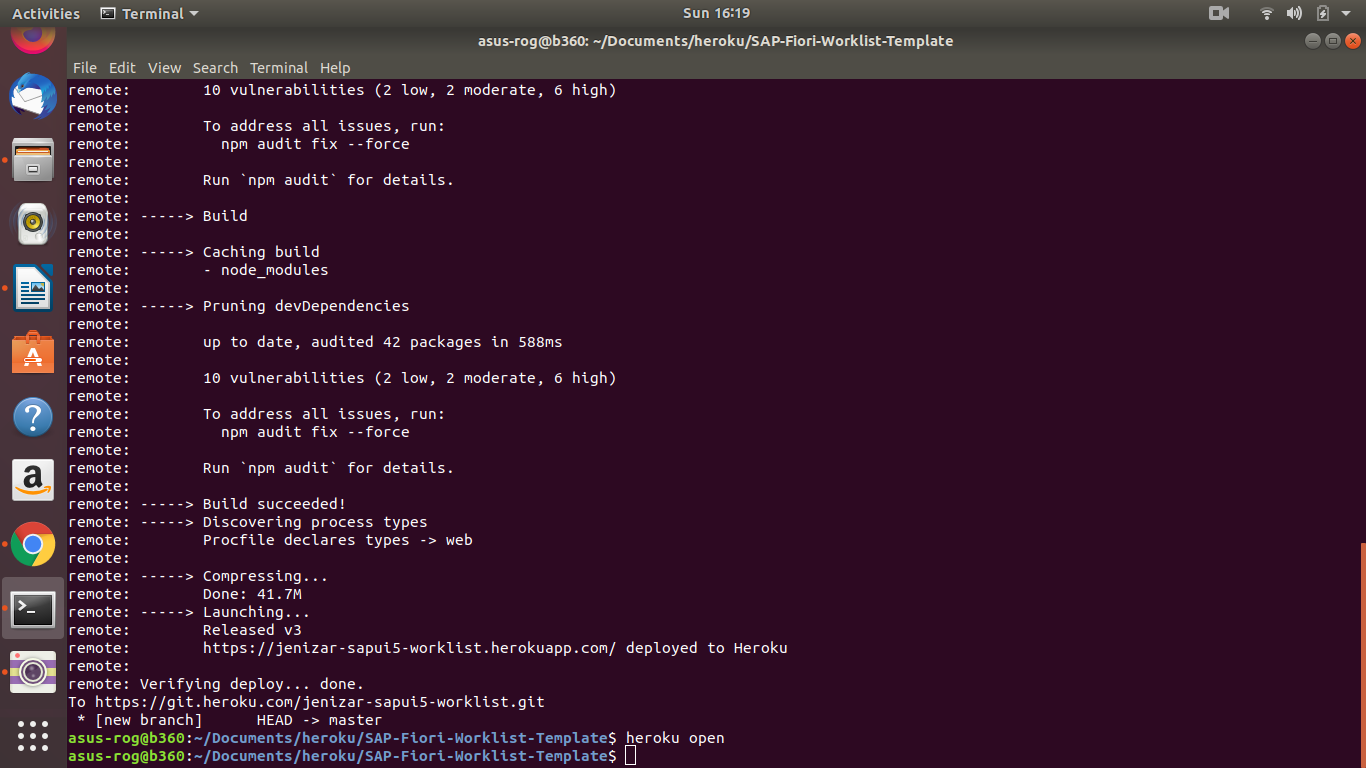 Activities Terminal Sun 16:19
asus-rog@b360: ~/Documents/heroku/SAP-Fiori-Worklist-Template
File Edit View Search Terminal Help
remote:        10 vulnerabilities (2 low, 2 moderate, 6 high)
remote:
remote:        To address all issues, run:
remote:          npm audit fix --force
remote:
remote:        Run `npm audit` for details.
remote:
remote: -----> Build
remote:
remote: -----> Caching build
remote:        - node_modules
remote:
remote: -----> Pruning devDependencies
remote:
remote:        up to date, audited 42 packages in 588ms
remote:
remote:        10 vulnerabilities (2 low, 2 moderate, 6 high)
remote:
remote:        To address all issues, run:
remote:          npm audit fix --force
remote:
remote:        Run `npm audit` for details.
remote:
remote: -----> Build succeeded!
remote: -----> Discovering process types
remote:        Procfile declares types -> web
remote:
remote: -----> Compressing...
remote:        Done: 41.7M
remote: -----> Launching...
remote:        Released v3
remote:        https://jenizar-sapui5-worklist.herokuapp.com/ deployed to Heroku
remote:
remote: Verifying deploy... done.
To https://git.heroku.com/jenizar-sapui5-worklist.git
 * [new branch]      HEAD -> master
asus-rog@b360:~/Documents/heroku/SAP-Fiori-Worklist-Template$ heroku open
asus-rog@b360:~/Documents/heroku/SAP-Fiori-Worklist-Template$